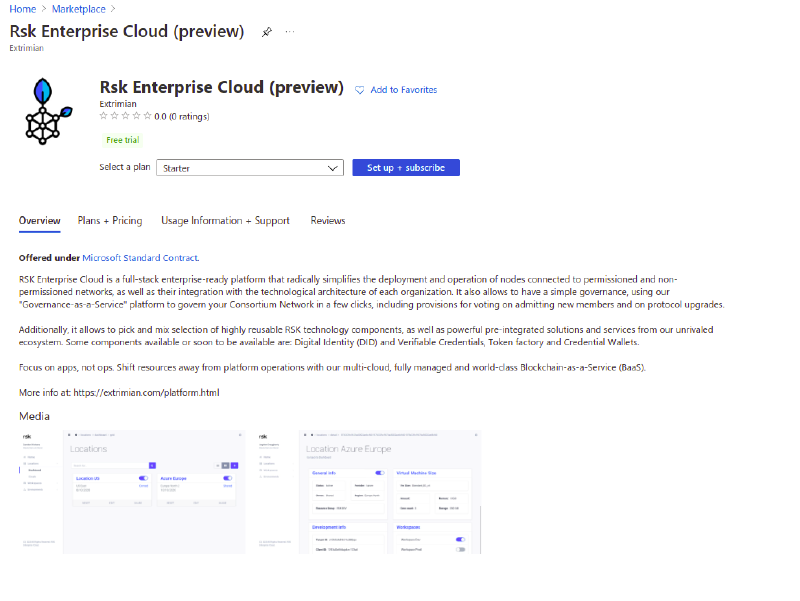 Home > Marketplace >
Rsk Enterprise Cloud (preview)
Extrimian
Rsk Enterprise Cloud (preview)
Add to Favorites
Extrimian
0.0 (0 ratings)
Free trial
Select a plan
Starter
Set up + subscribe
Overview
Plans + Pricing
Usage Information + Support
Reviews
Offered under Microsoft Standard Contract.
RSK Enterprise Cloud is a full-stack enterprise-ready platform that radically simplifies the deployment and operation of nodes connected to permissioned and non-
permissioned networks, as well as their integration with the technological architecture of each organization. It also allows to have a simple governance, using our
"Governance-as-a-Service" platform to govern your Consortium Network in a few clicks, including provisions for voting on admitting new members and on protocol upgrades.
Additionally, it allows to pick and mix selection of highly reusable RSK technology components, as well as powerful pre-integrated solutions and services from our unrivaled
ecosystem. Some components available or soon to be available are: Digital Identity (DID) and Verifiable Credentials, Token factory and Credential Wallets.
Focus on apps, not ops. Shift resources away from platform operations with our multi-cloud, fully managed and world-class Blockchain-as-a-Service (BaaS).
More info at: https://extrimian.com/platform.html
Media
rsk
Locations
Location US
Azure Europe
rsk
Location Azure Europe
General Info
Virtual Machine Size
Development Info
Workspaces